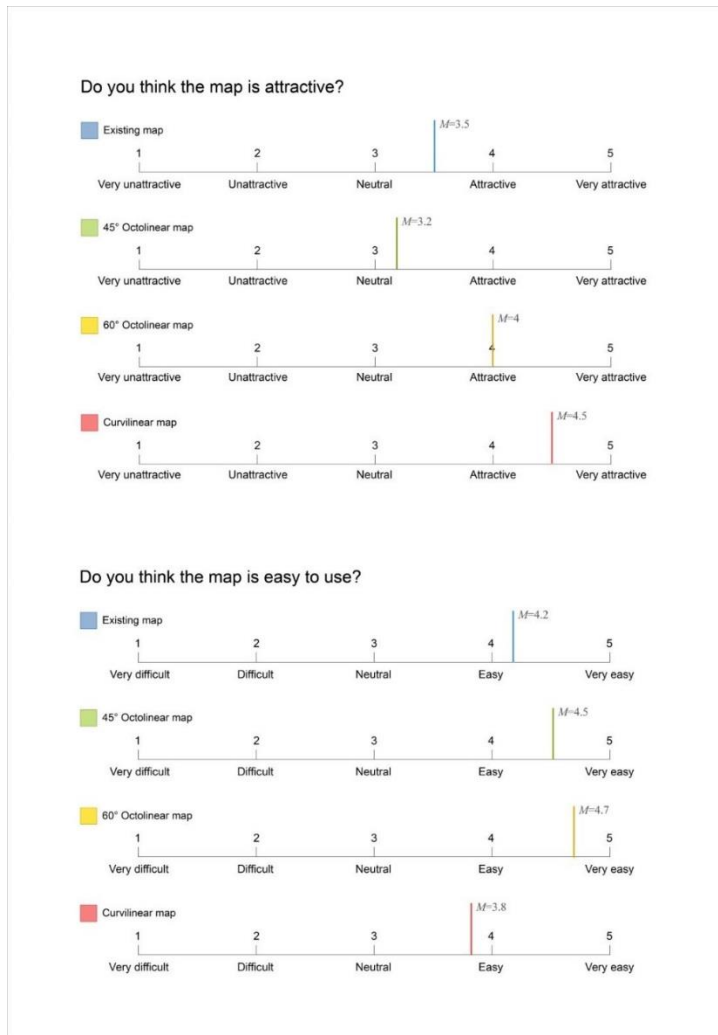 Do you think the map is attractive?
Existing map
M=3.5
1 2 3 4 5
Very unattractive Unattractive Neutral Attractive Very attractive
45° Octolinear map
M=3.2
1 2 3 4 5
Very unattractive Unattractive Neutral Attractive Very attractive
60° Octolinear map
M=4
1 2 3 4 5
Very unattractive Unattractive Neutral Attractive Very attractive
Curvilinear map
M=4.5
1 2 3 4 5
Very unattractive Unattractive Neutral Attractive Very attractive
Do you think the map is easy to use?
Existing map
M=4.2
1 2 3 4 5
Very difficult Difficult Neutral Easy Very easy
45° Octolinear map
M=4.5
1 2 3 4 5
Very difficult Difficult Neutral Easy Very easy
60° Octolinear map
M=4.7
1 2 3 4 5
Very difficult Difficult Neutral Easy Very easy
Curvilinear map
M=3.8
1 2 3 4 5
Very difficult Difficult Neutral Easy Very easy